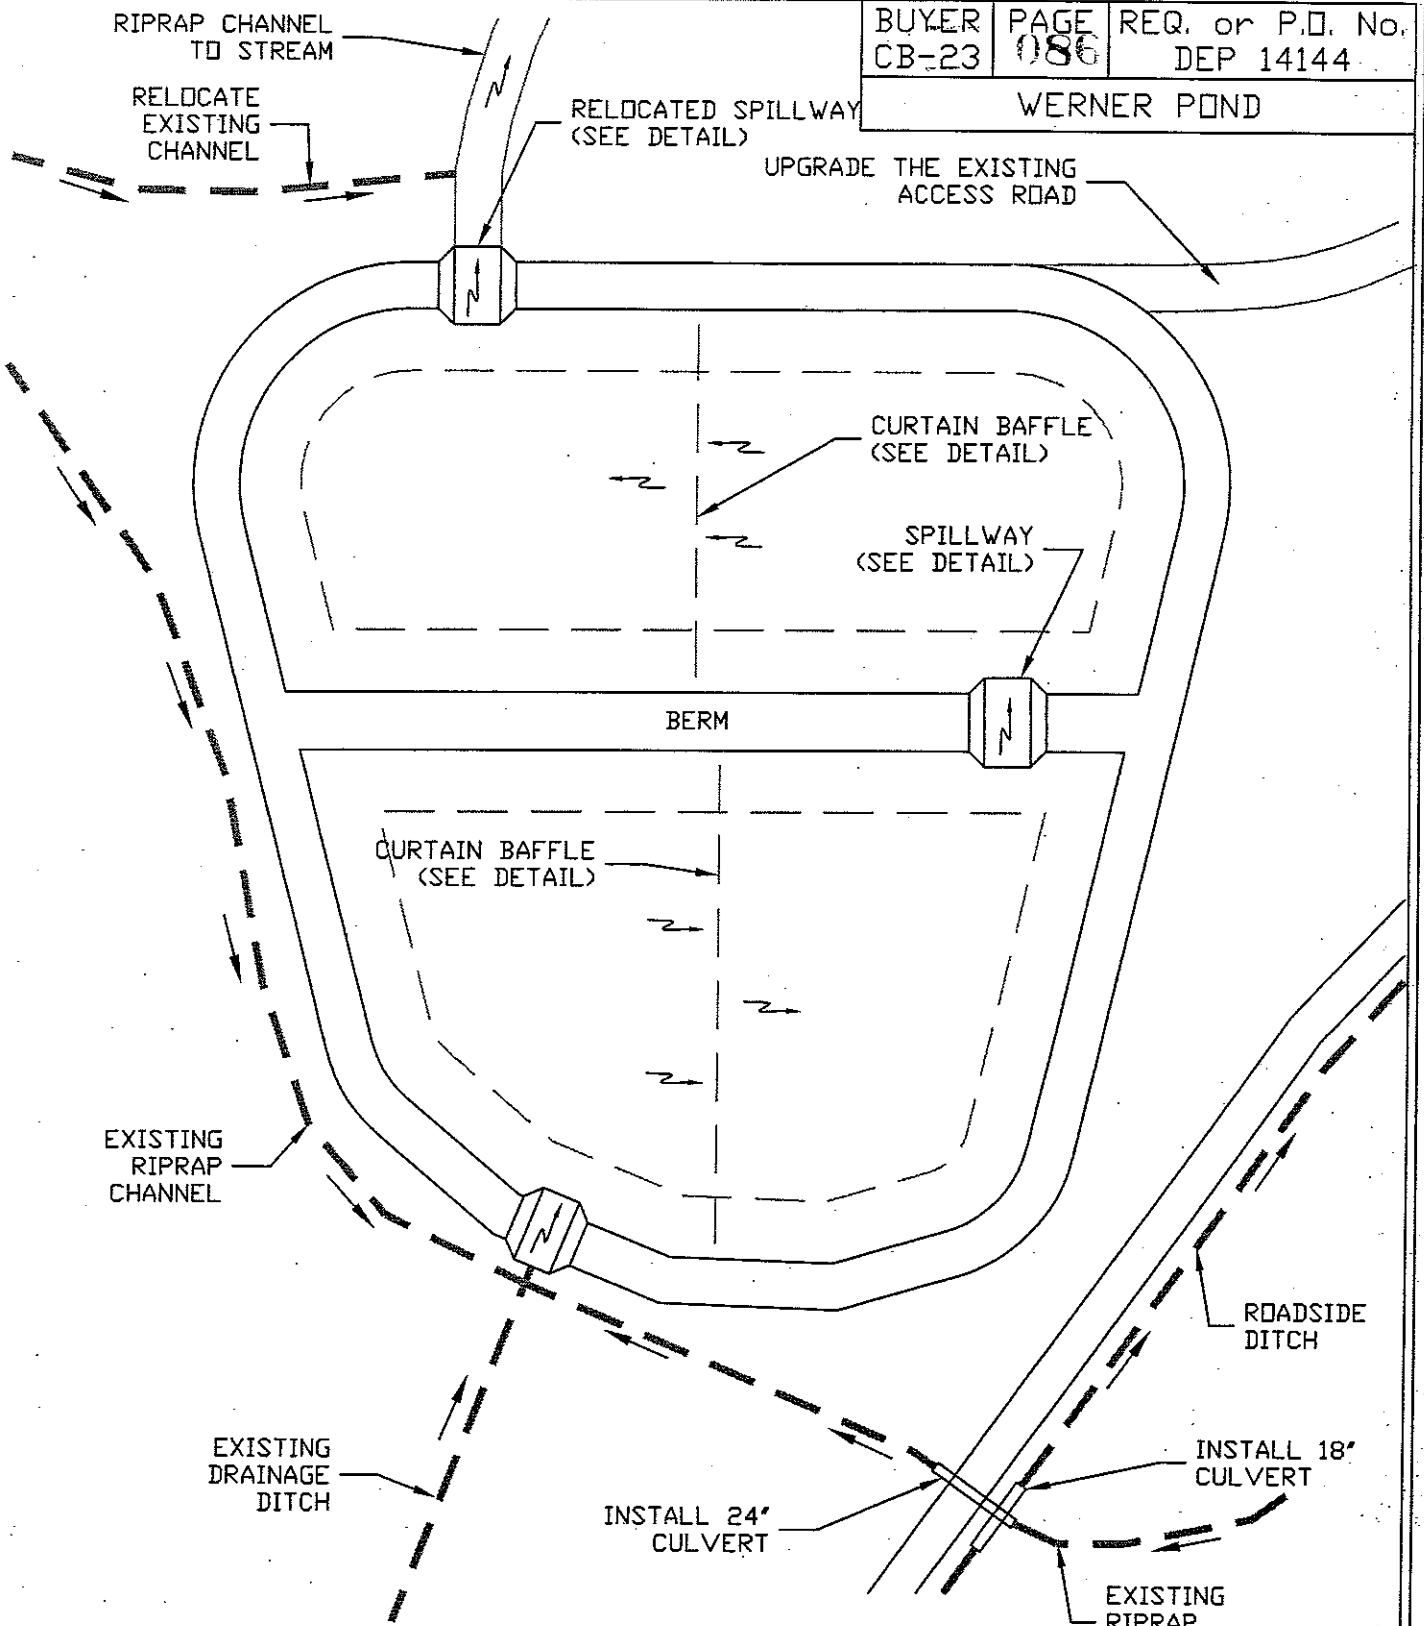 BUYER PAGE REQ. or P.O. No.
CB-23 086 DEP 14144
WERNER POND
RIPRAP CHANNEL
TO STREAM
RELOCATE
EXISTING
CHANNEL
RELOCATED SPILLWAY
(SEE DETAIL)
UPGRADE THE EXISTING
ACCESS ROAD
CURTAIN BAFFLE
(SEE DETAIL)
SPILLWAY
(SEE DETAIL)
BERM
CURTAIN BAFFLE
(SEE DETAIL)
EXISTING
RIPRAP
CHANNEL
ROADSIDE
DITCH
EXISTING
DRAINAGE
DITCH
INSTALL 24"
CULVERT
INSTALL 18"
CULVERT
EXISTING
RIPRAP